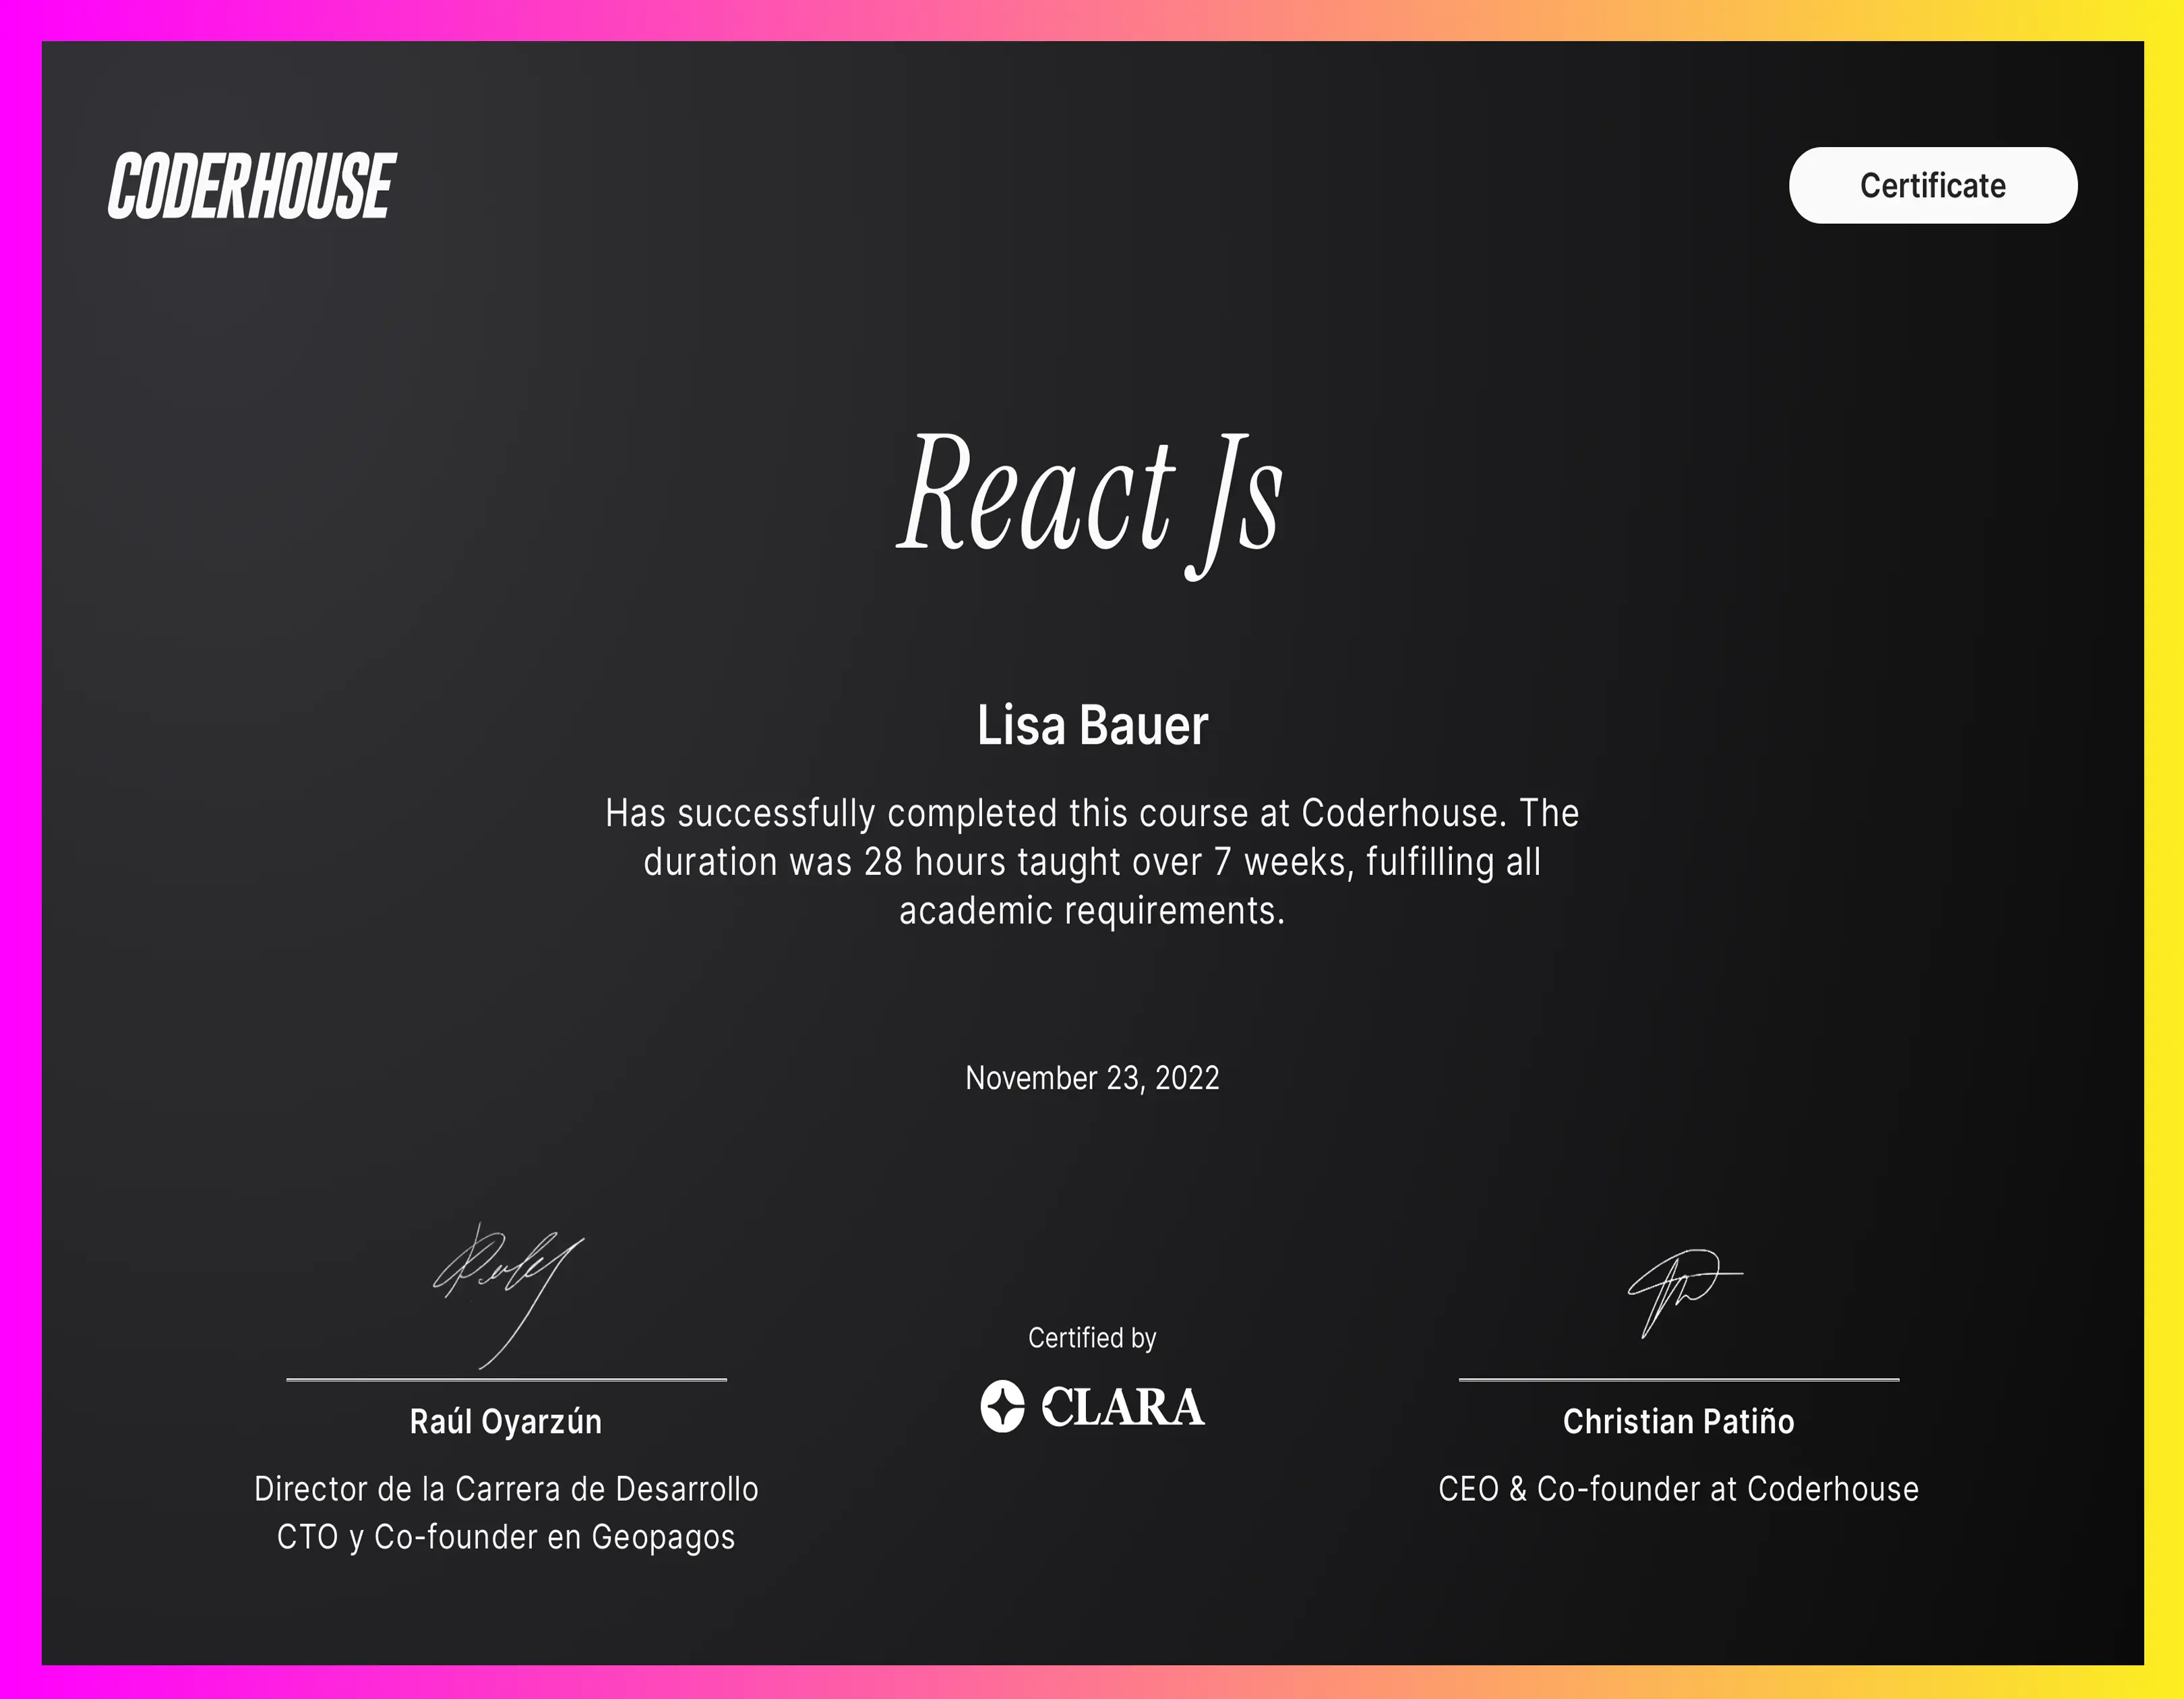 CODERHOUSE
Certificate
React Js
Lisa Bauer
Has successfully completed this course at Coderhouse. The
duration was 28 hours taught over 7 weeks, fulfilling all
academic requirements.
November 23, 2022
Certified by
CLARA
Raúl Oyarzún
Director de la Carrera de Desarrollo
CTO y Co-founder en Geopagos
Christian Patiño
CEO & Co-founder at Coderhouse